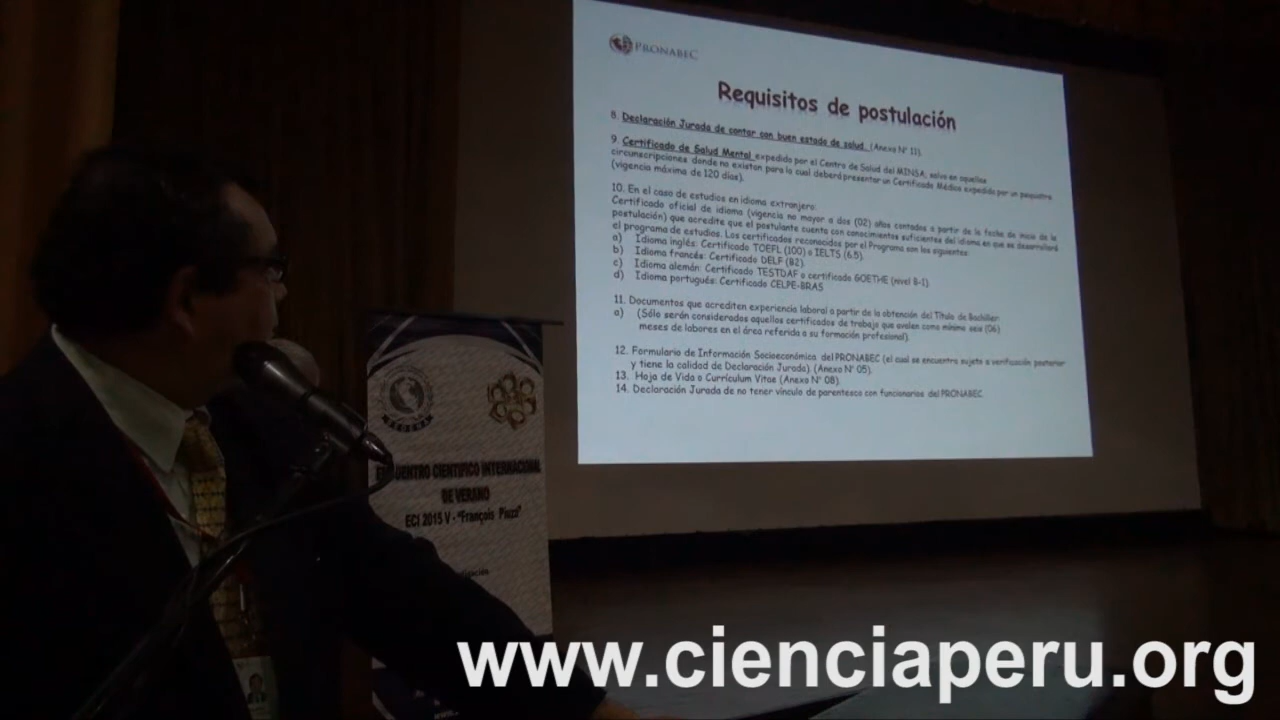 PRONABEC
Requisitos de postulación
8. Declaración Jurada de contar con buen estado de salud. (Anexo N° 11).
9. Certificado de Salud Mental expedido por el Centro de Salud del MINSA, salvo en aquellas
circunscripciones donde no existan para lo cual deberá presentar un Certificado Médico expedido por un psiquiatra
(vigencia máxima de 120 días).
10. En el caso de estudios en idioma extranjero:
Certificado oficial de idioma (vigencia no mayor a dos (02) años contados a partir de la fecha de inicio de la
postulación) que acredite que el postulante cuenta con conocimientos suficientes del idioma en que se desarrollará
el programa de estudios. Los certificados reconocidos por el Programa son los siguientes:
a) Idioma inglés: Certificado TOEFL (100) o IELTS (6.5).
b) Idioma francés: Certificado DELF (B2).
c) Idioma alemán: Certificado TESTDAF o certificado GOETHE (nivel B-1)
d) Idioma portugués: Certificado CELPE-BRAS
11. Documentos que acrediten experiencia laboral a partir de la obtención del Título de Bachiller:
a) (Sólo serán considerados aquellos certificados de trabajo que avalen como mínimo seis (06)
meses de labores en el área referida a su formación profesional).
12. Formulario de Información Socioeconómica del PRONABEC (el cual se encuentra sujeto a verificación posterior
y tiene la calidad de Declaración Jurada). (Anexo N° 05).
13. Hoja de Vida o Currículum Vitae (Anexo N° 08).
14. Declaración Jurada de no tener vínculo de parentesco con funcionarios del PRONABEC.
CIENTIFICO INTERNACIONAL
DE VERANO
ECI 2015 V - "François
www.cienciaperu.org